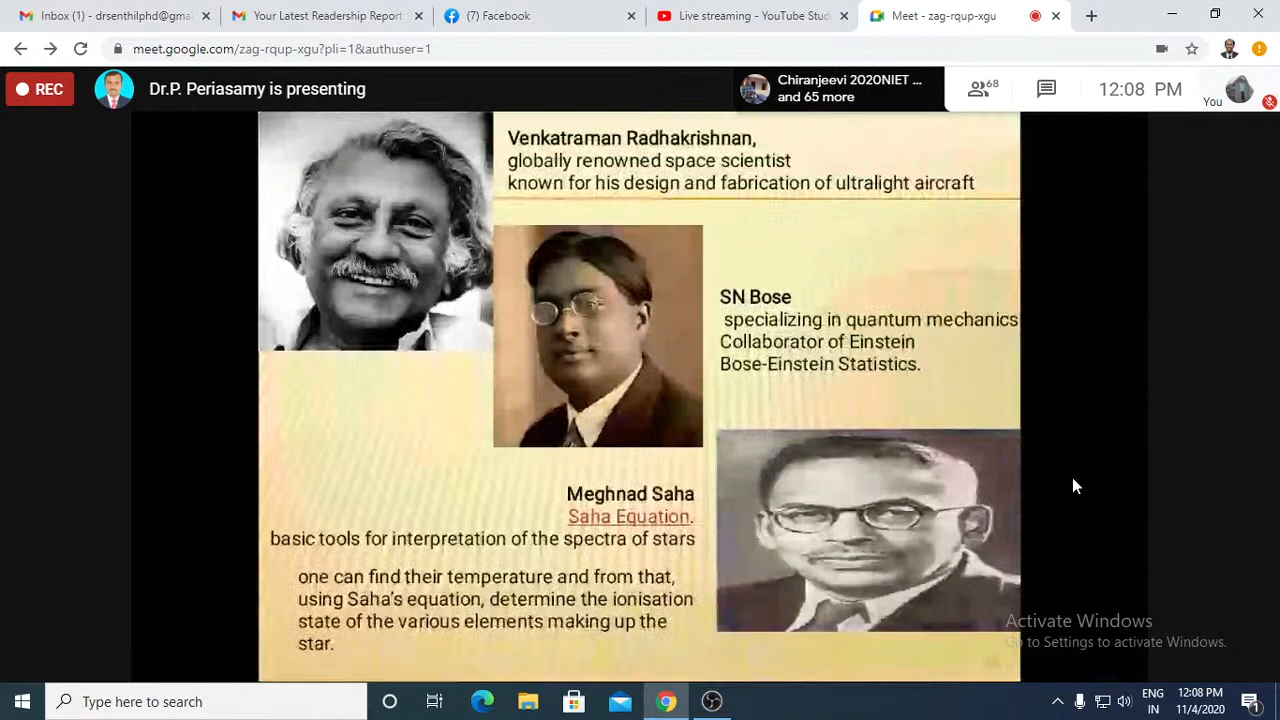 Inbox (1) - drsenthilphd@gm
Your Latest Readership Report
(7) Facebook
Live streaming - YouTube Stud
Meet - zag-rqup-xgu
meet.google.com/zag-rqup-xgu?pli=1&authuser=1
REC
Dr.P. Periasamy is presenting
Chiranjeevi 2020NIET ...
and 65 more
68
12:08 PM
You
Venkatraman Radhakrishnan,
globally renowned space scientist
known for his design and fabrication of ultralight aircraft
SN Bose
specializing in quantum mechanics
Collaborator of Einstein
Bose-Einstein Statistics.
Meghnad Saha
Saha Equation.
basic tools for interpretation of the spectra of stars
one can find their temperature and from that,
using Saha's equation, determine the ionisation
state of the various elements making up the
star.
Activate Windows
Go to Settings to activate Windows.
Type here to search
ENG
IN
12:08 PM
11/4/2020
1